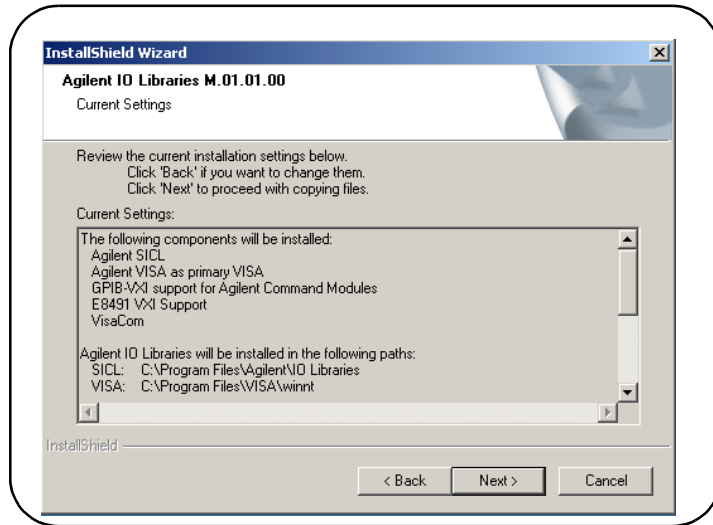 InstallShield Wizard
Agilent IO Libraries M.01.01.00
Current Settings
Review the current installation settings below.
Click 'Back' if you want to change them.
Click 'Next' to proceed with copying files.
Current Settings:
The following components will be installed:
Agilent SICL
Agilent VISA as primary VISA
GPIB-VXI support for Agilent Command Modules
E8491 VXI Support
VisaCom
Agilent IO Libraries will be installed in the following paths:
SICL: C:\Program Files\Agilent\IO Libraries
VISA: C:\Program Files\VISA\winnt
InstallShield
< Back Next > Cancel